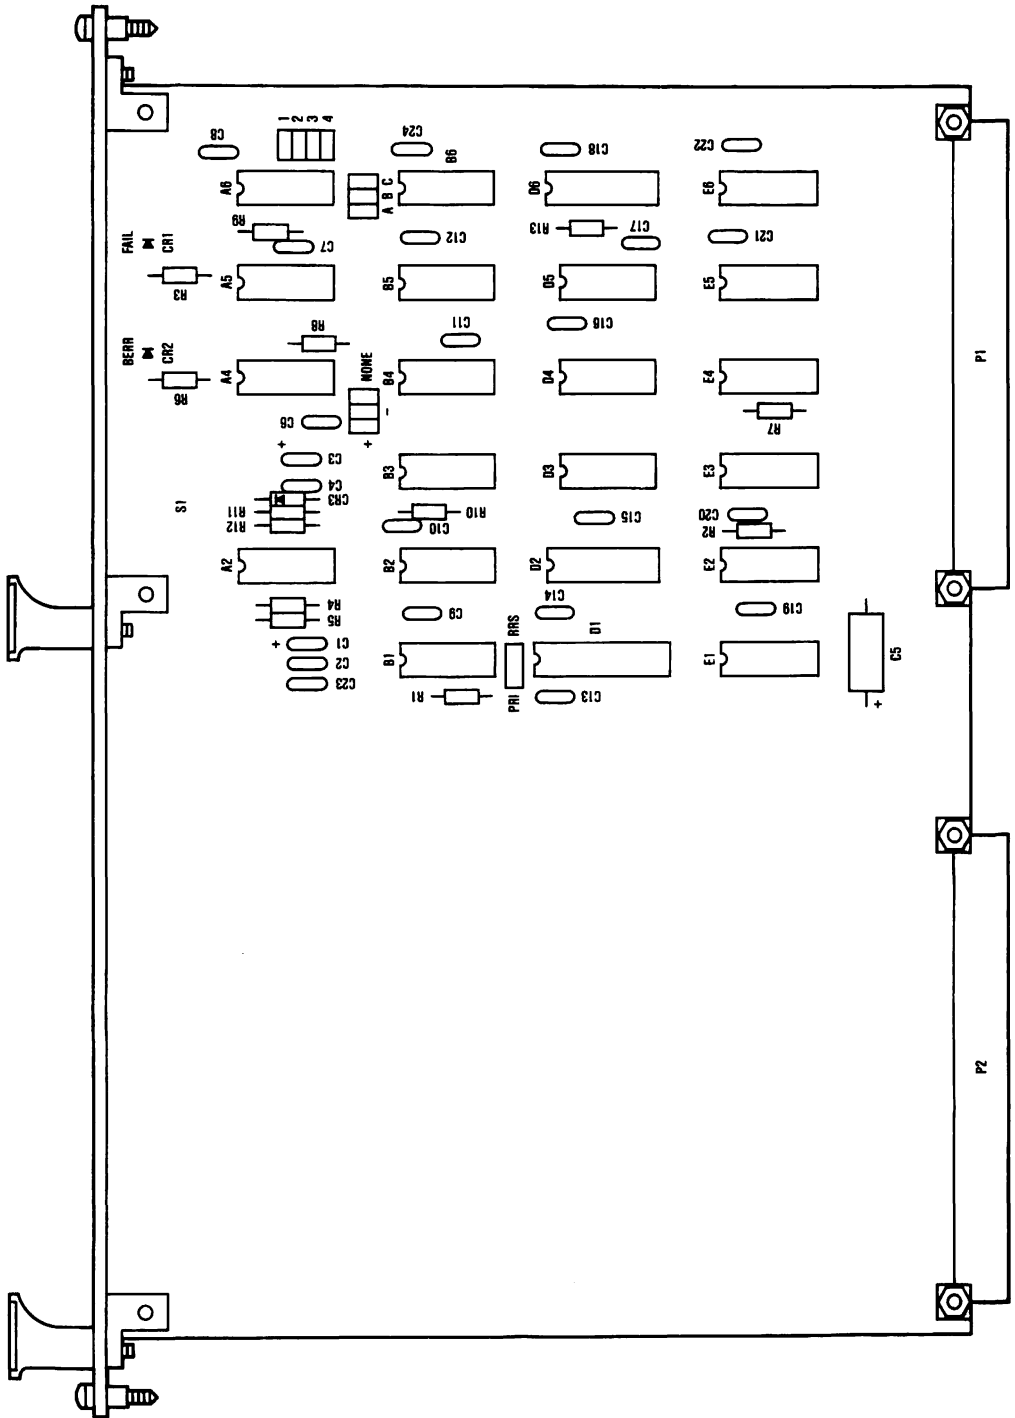 C8
1
2
3
4
C24
B6
C18
C22
A6
A B C
D6
E6
R9
C7
C12
R13
C17
C21
FAIL
CR1
R3
A5
B5
D5
E5
R8
C11
C16
BERR
CR2
R6
A4
NONE
-
+
B4
D4
E4
R7
P1
C6
+
C3
C4
CR3
R11
R12
S1
B3
D3
E3
R10
C10
C15
C20
R2
A2
B2
D2
E2
R4
R5
C9
C14
C19
+
C1
C2
C23
B1
RRS
PRI
D1
E1
C5
+
R1
C13
P2